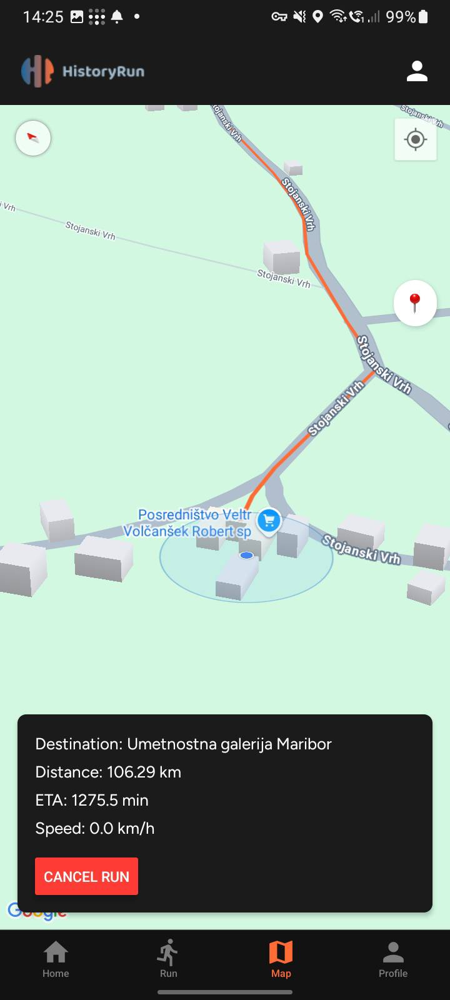 14:25
99%
HistoryRun
Stojanski Vrh
Stojanski Vrh
Stojanski Vrh
i Vrh
Stojanski Vrh
Stojanski Vrh
Stojanski Vrh
Stojanski Vrh
Posredništvo Veltr
Volčanšek Robert sp
Stojanski Vrh
Destination: Umetnostna galerija Maribor
Distance: 106.29 km
ETA: 1275.5 min
Speed: 0.0 km/h
CANCEL RUN
Google
Home
Run
Map
Profile